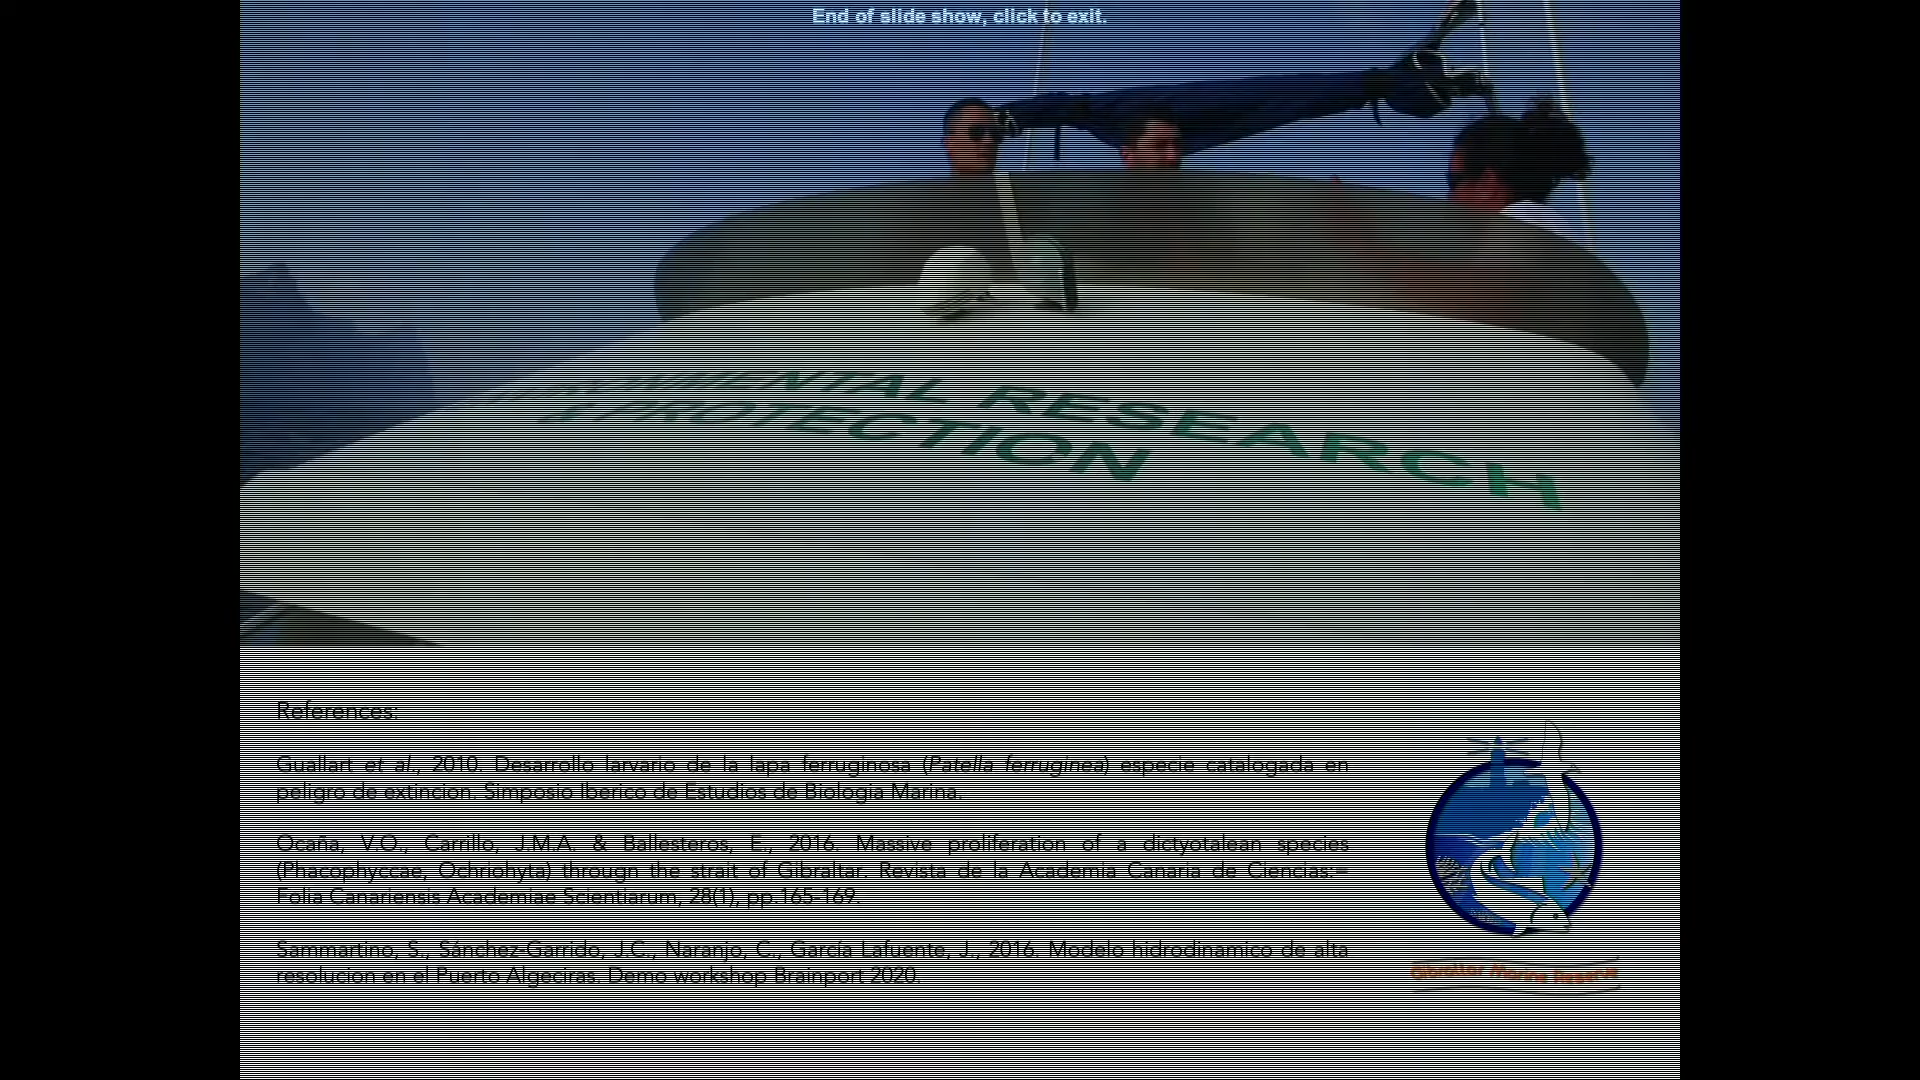 End of slide show, click to exit.
RESEARCH
& PROTECTION
References:
Guallart et al., 2010. Desarrollo larvario de la lapa ferruginosa (Patella ferruginea) especie catalogada en
peligro de extincion. Simposio Iberico de Estudios de Biologia Marina.
Ocaña, V.O., Carrillo, J.M.A. & Ballesteros, E., 2016. Massive proliferation of a dictyotalean species
(Phacophyccae, Ochriohyta) through the strait of Gibraltar. Revista de la Academia Canaria de Ciencias:=
Folia Canariensis Academiae Scientiarum, 28(1), pp.165-169.
Sammartino, S., Sánchez-Garrido, J.C., Naranjo, C., García Lafuente, J., 2016. Modelo hidrodinamico de alta
resolucion en el Puerto Algeciras. Demo workshop Brainport 2020.
Gibraltar Marine Reserve